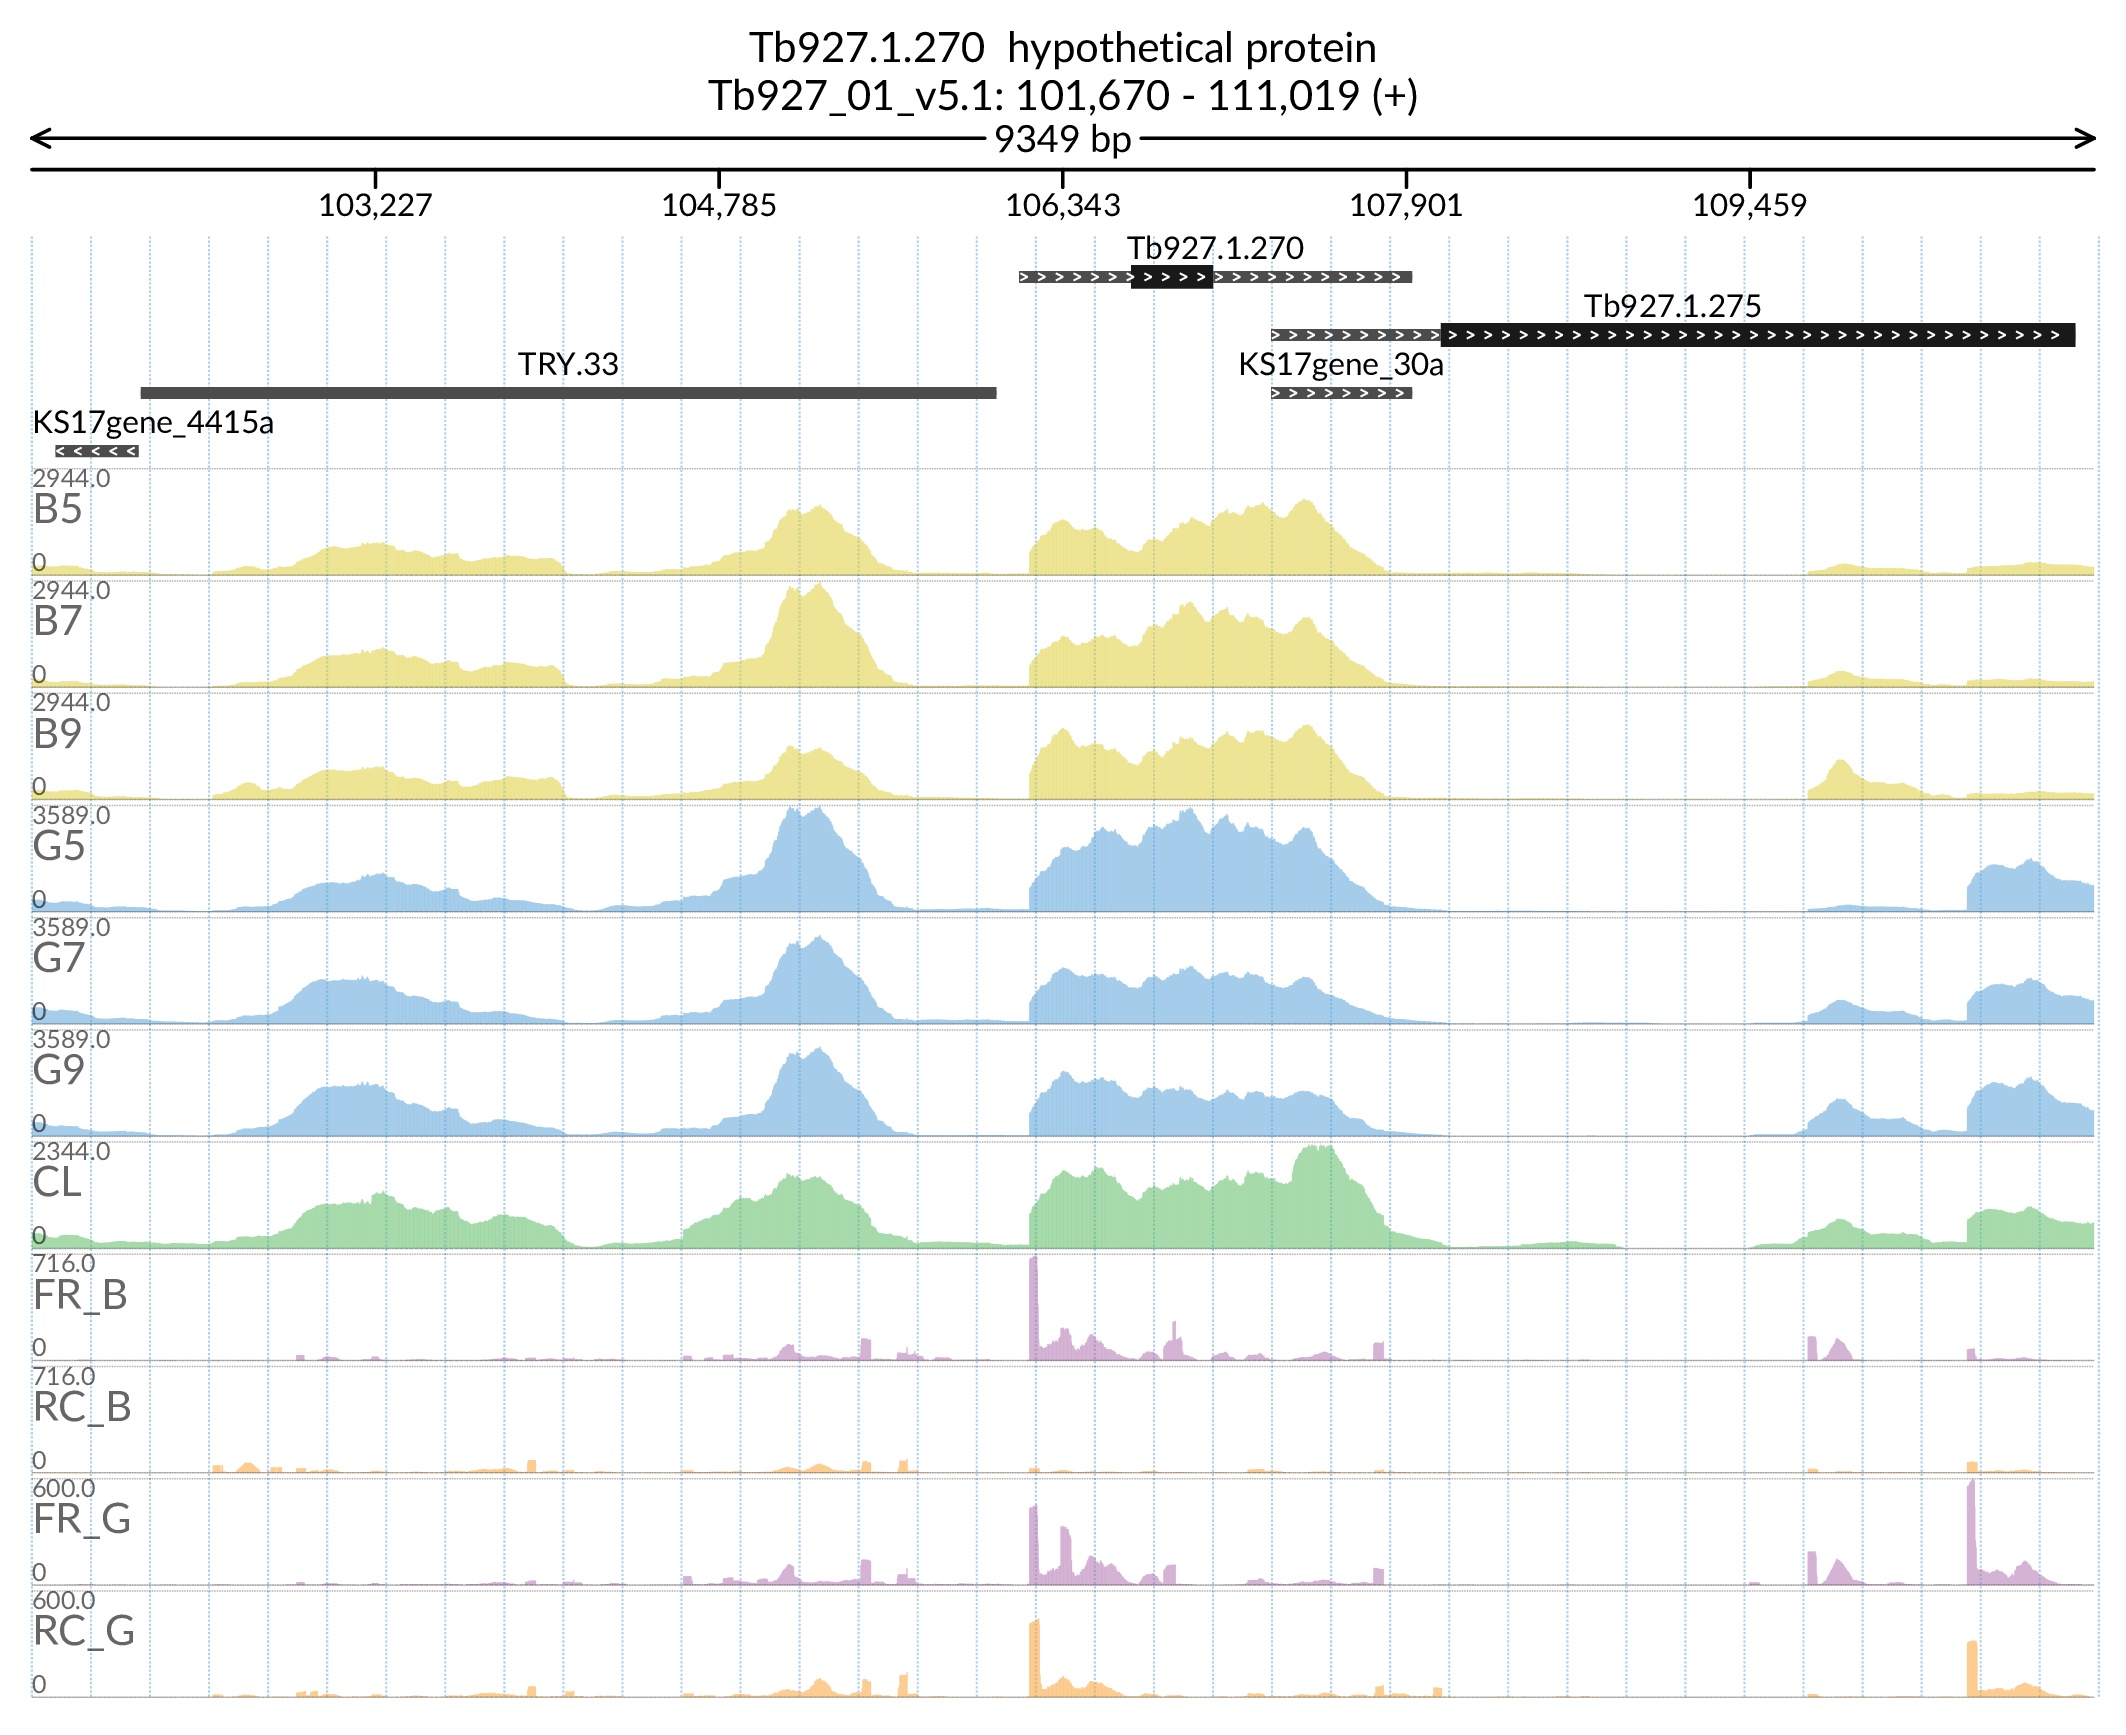 Tb927.1.270  hypothetical protein
Tb927_01_v5.1: 101,670 - 111,019 (+)
9349 bp
103,227 104,785 106,343 107,901 109,459
Tb927.1.270
Tb927.1.275
TRY.33 KS17gene_30a
KS17gene_4415a
2944.0
B5
0
2944.0
B7
0
2944.0
B9
0
3589.0
G5
0
3589.0
G7
0
3589.0
G9
0
2344.0
CL
0
716.0
FR_B
0
716.0
RC_B
0
600.0
FR_G
0
600.0
RC_G
0